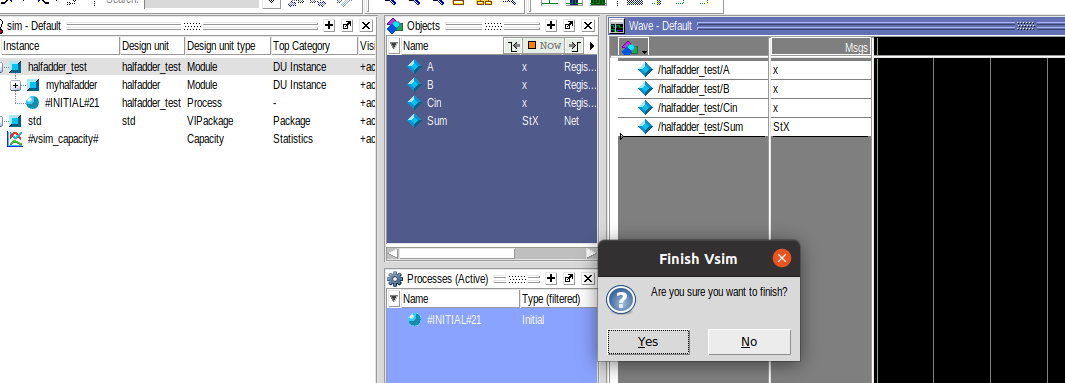 Search:
sim - Default
Instance Design unit Design unit type Top Category Visi
halfadder_test halfadder_test Module DU Instance +ac
myhalfadder halfadder Module DU Instance +ac
#INITIAL#21 halfadder_test Process - +ac
std std VIPackage Package +ac
#vsim_capacity# Capacity Statistics +ac
Objects
Name Now
A x Regis...
B x Regis...
Cin x Regis...
Sum StX Net
Processes (Active)
Name Type (filtered)
#INITIAL#21 Initial
Wave - Default
Msgs
/halfadder_test/A x
/halfadder_test/B x
/halfadder_test/Cin x
/halfadder_test/Sum StX
Finish Vsim
Are you sure you want to finish?
Yes No